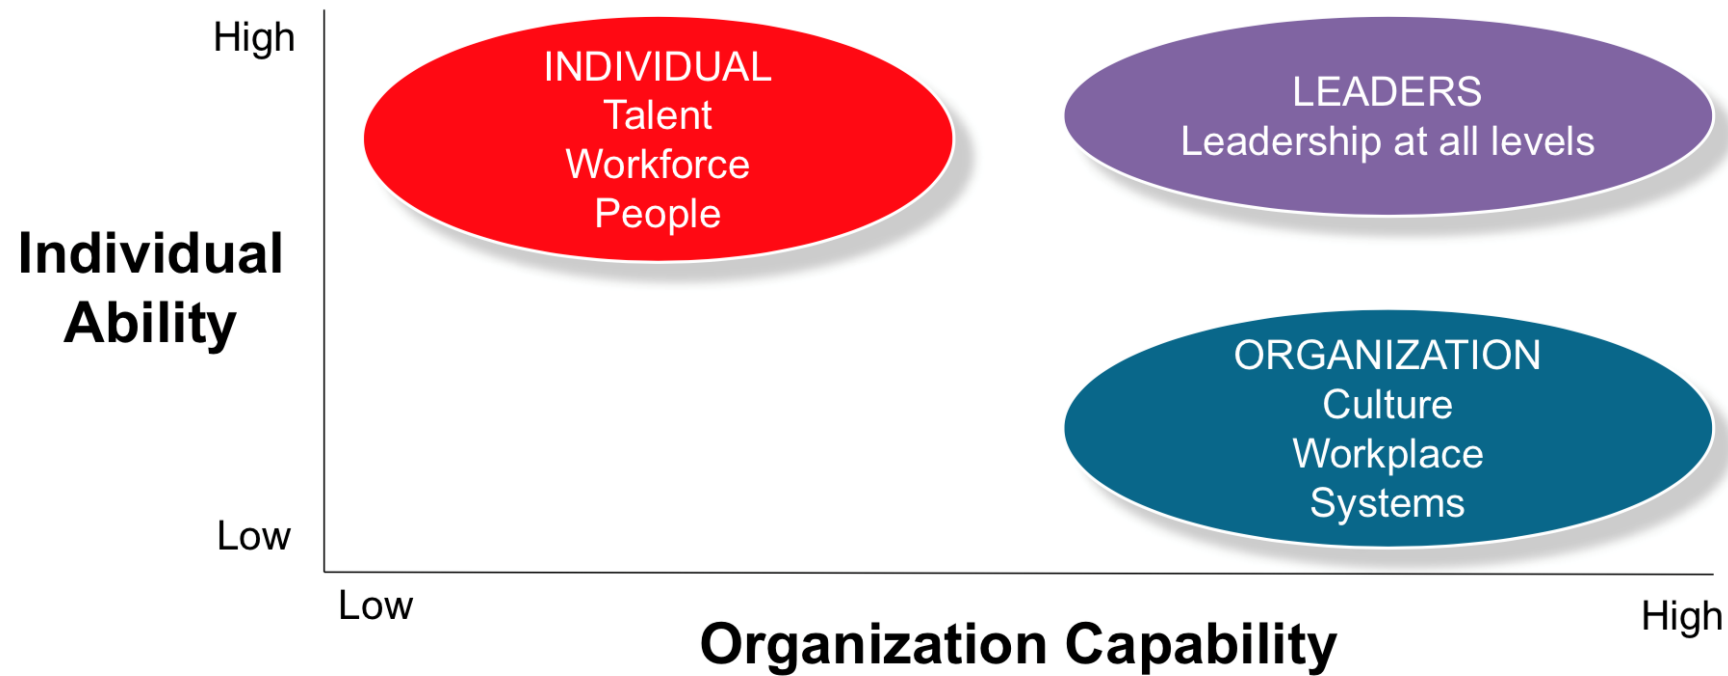 High
INDIVIDUAL
Talent
Workforce
People
LEADERS
Leadership at all levels
Individual
Ability
ORGANIZATION
Culture
Workplace
Systems
Low
Low
High
Organization Capability